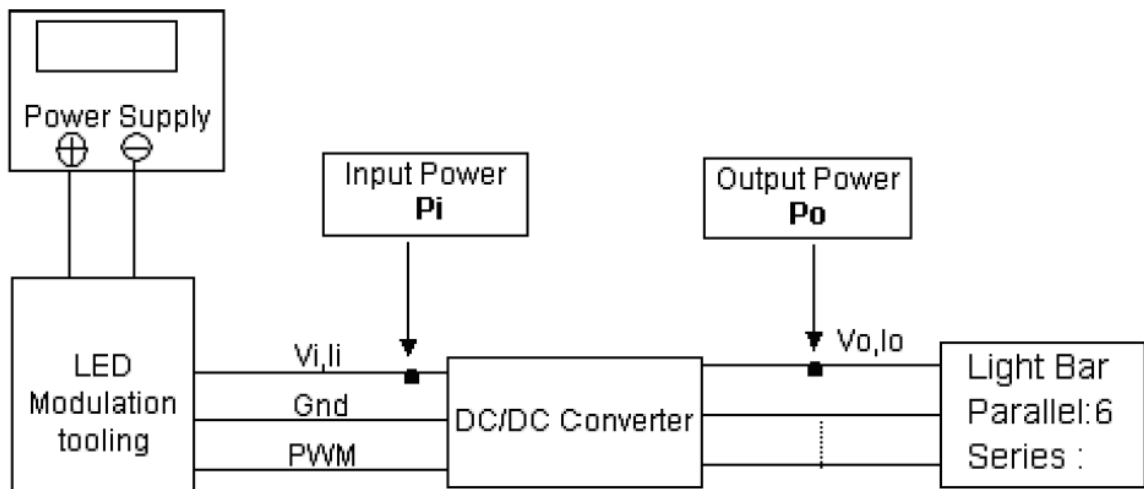 Power Supply
Input Power
Pi
Output Power
Po
LED
Modulation
tooling
Vi,Ii
Gnd
PWM
DC/DC Converter
Vo,Io
Light Bar
Parallel:6
Series :